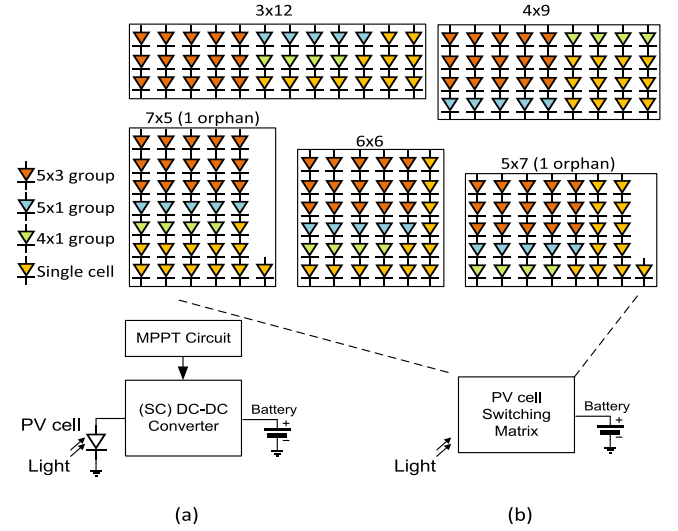 3x12
4x9
7x5 (1 orphan)
6x6
5x7 (1 orphan)
5x3 group
5x1 group
4x1 group
Single cell
MPPT Circuit
(SC) DC-DC
Converter
Battery
+
−
PV cell
Light
PV cell
Switching
Matrix
Battery
+
−
Light
(a)
(b)